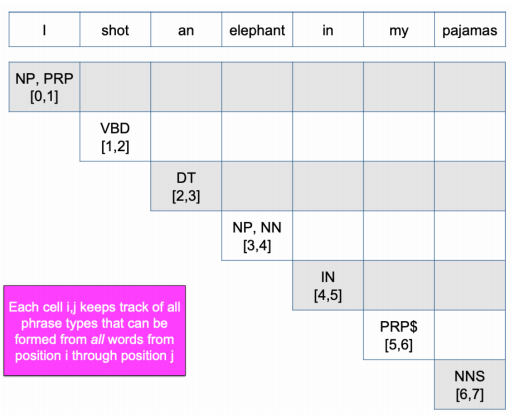 I shot an elephant in my pajamas
NP, PRP
[0,1]
VBD
[1,2]
DT
[2,3]
NP, NN
[3,4]
IN
[4,5]
Each cell i,j keeps track of all
phrase types that can be
formed from all words from
position i through position j
PRP$
[5,6]
NNS
[6,7]